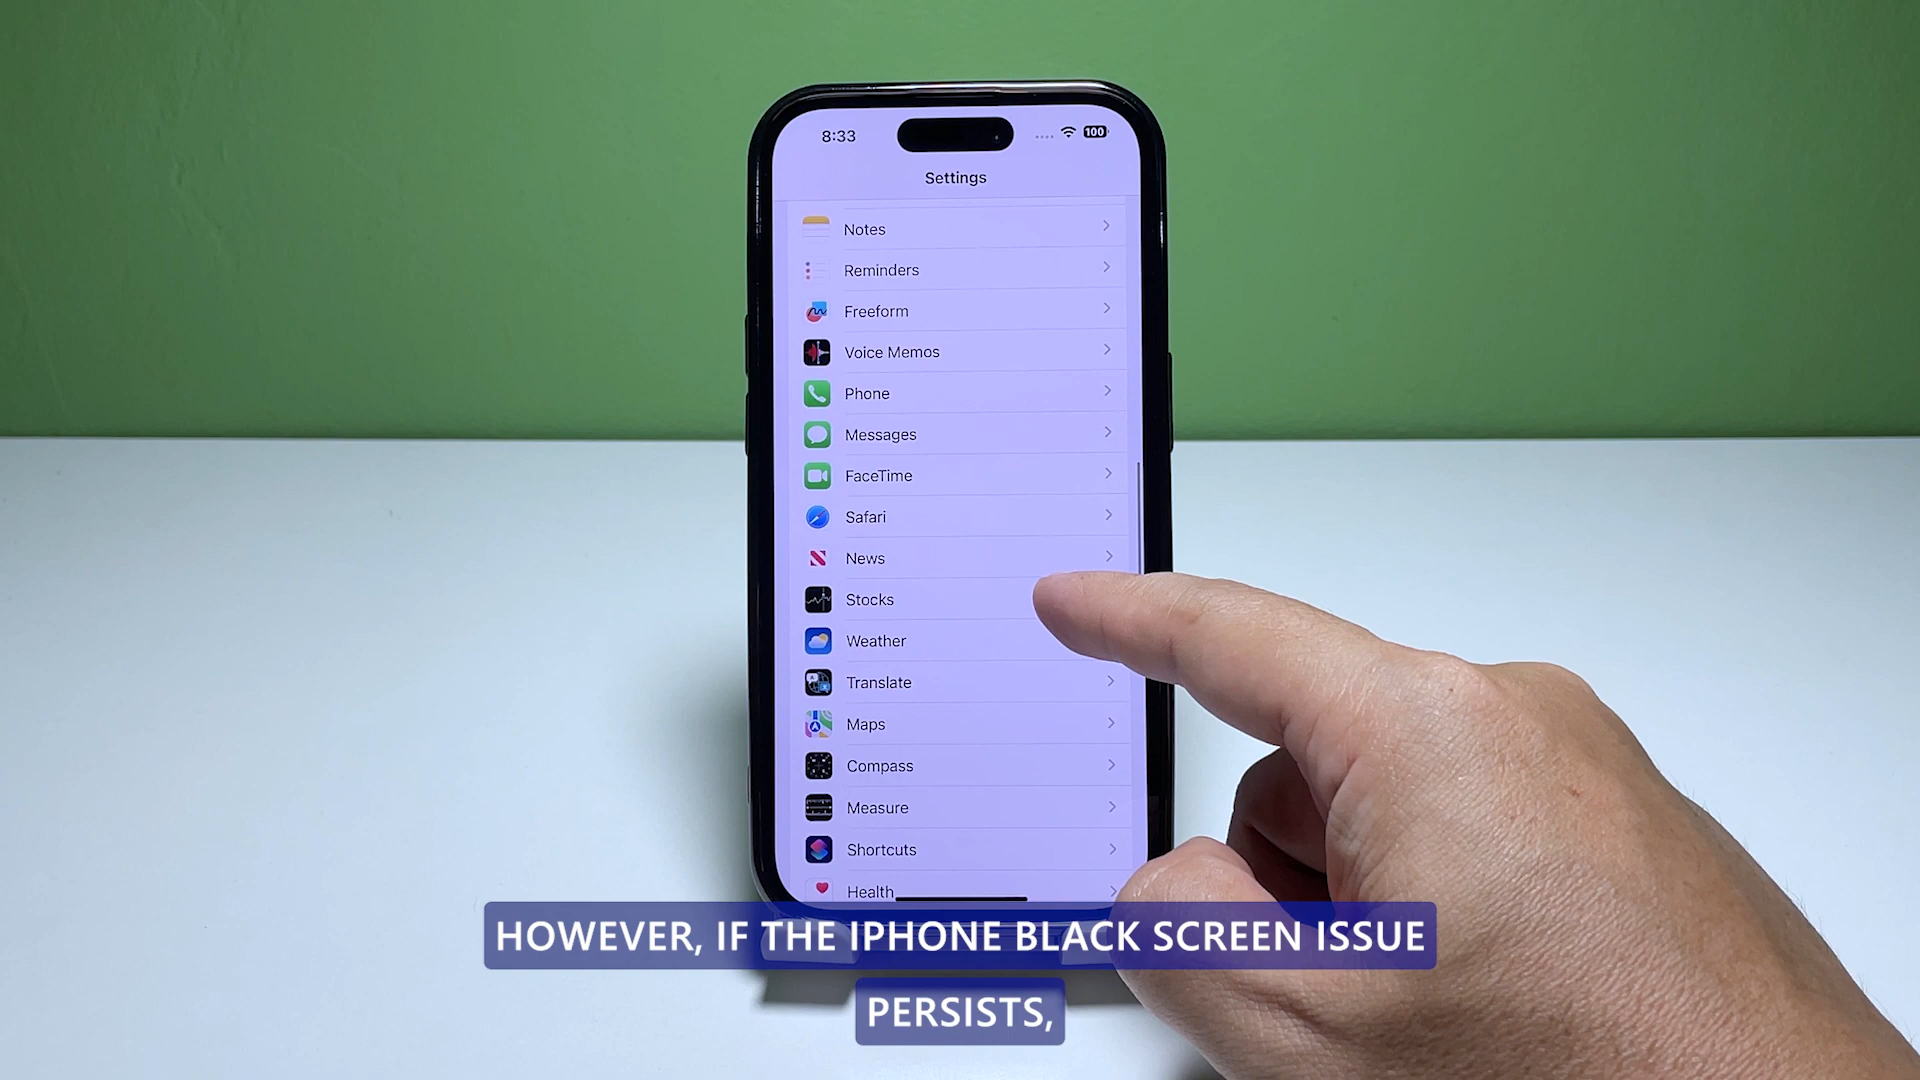 8:33
100
Settings
Notes
Reminders
Freeform
Voice Memos
Phone
Messages
FaceTime
Safari
News
Stocks
Weather
Translate
Maps
Compass
Measure
Shortcuts
Health
HOWEVER, IF THE IPHONE BLACK SCREEN ISSUE
PERSISTS,